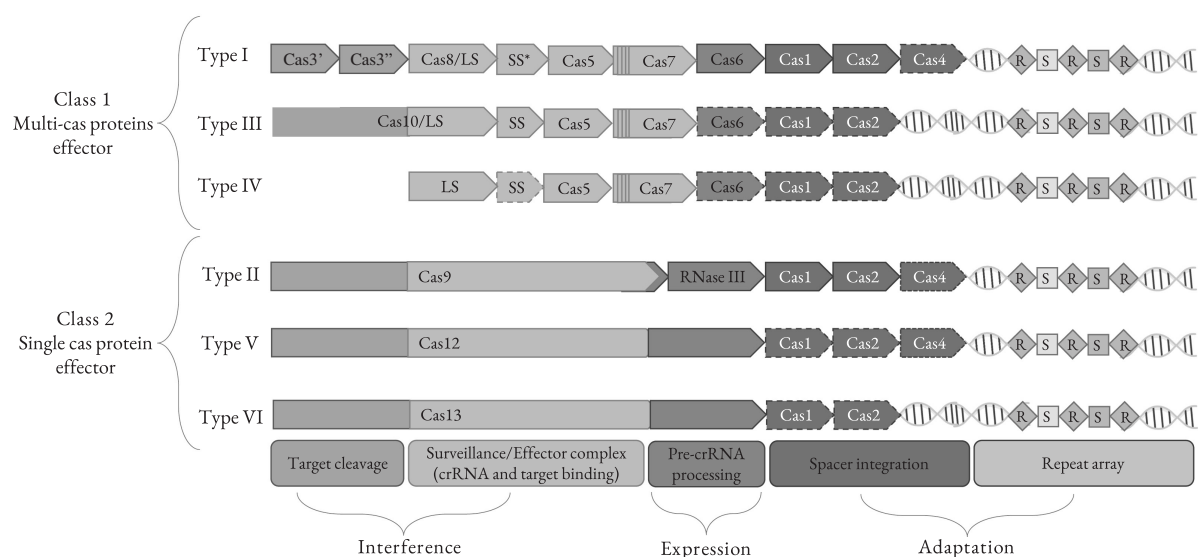 Type I Cas3’ Cas3” Cas8/LS SS* Cas5 Cas7 Cas6 Cas1 Cas2 Cas4 R S R S R
Class 1
Multi-cas proteins
effector
Type III Cas10/LS SS Cas5 Cas7 Cas6 Cas1 Cas2 R S R S R
Type IV LS SS Cas5 Cas7 Cas6 Cas1 Cas2 R S R S R
Type II Cas9 RNase III Cas1 Cas2 Cas4 R S R S R
Class 2
Single cas protein
effector
Type V Cas12 Cas1 Cas2 Cas4 R S R S R
Type VI Cas13 Cas1 Cas2 R S R S R
Target cleavage
Surveillance/Effector complex
(crRNA and target binding)
Pre-crRNA
processing
Spacer integration
Repeat array
Interference
Expression
Adaptation